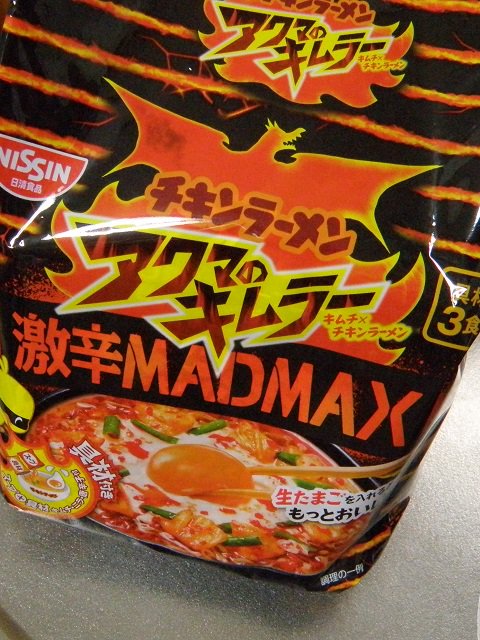 チキンラーメン
アクマの
キムラー
キムチ×
チキンラーメン
NISSIN
日清食品
チキンラーメン
アクマの
キムラー
キムチ×
チキンラーメン
3食
激辛MADMAX
具材付き
生たまごを入れる
もっとおい
調理の一例